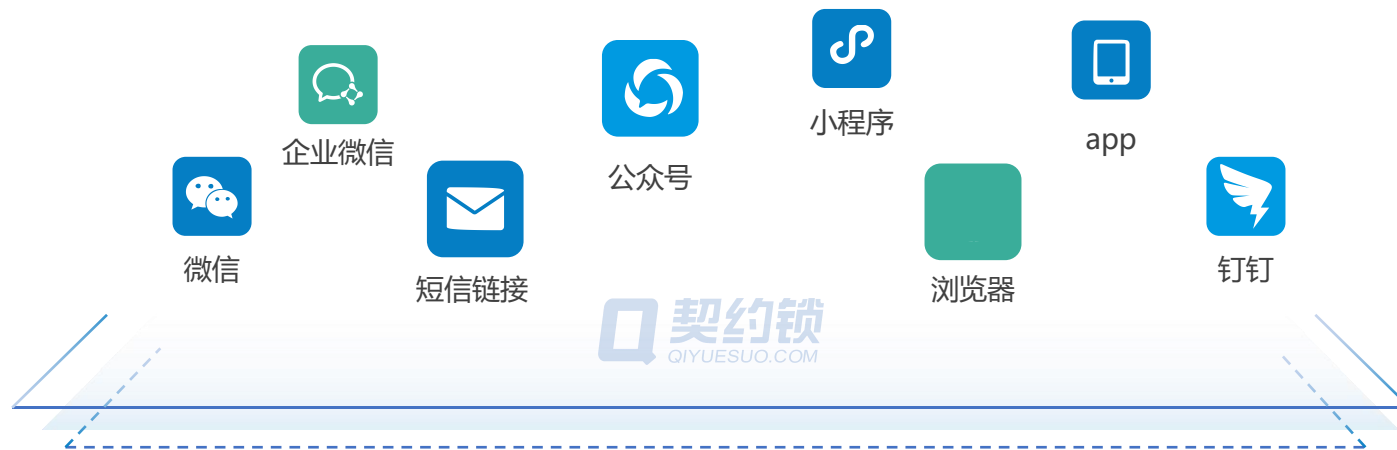 小程序
app
企业微信
公众号
微信
钉钉
短信链接
浏览器
契约锁
QIYUESUO.COM